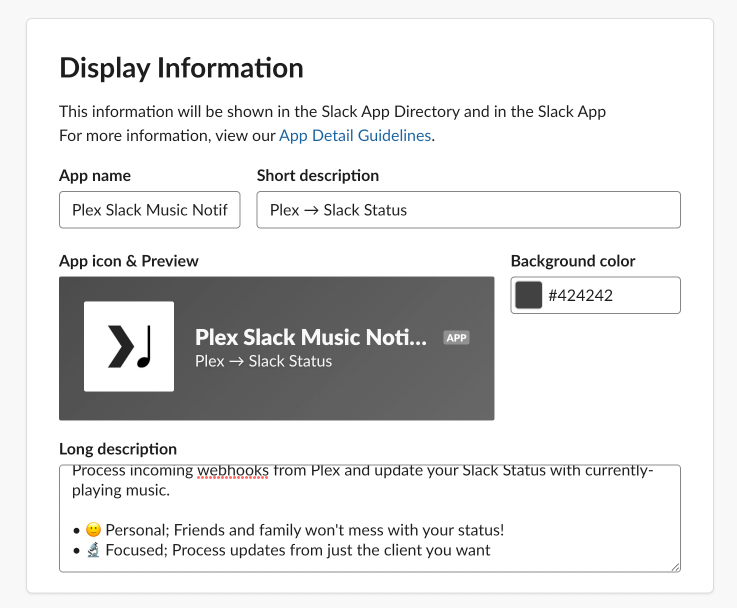 Display Information
This information will be shown in the Slack App Directory and in the Slack App
For more information, view our App Detail Guidelines.
App name
Short description
Plex Slack Music Notif
Plex → Slack Status
App icon & Preview
Background color
#424242
Plex Slack Music Noti... APP
Plex → Slack Status
Long description
Process incoming webhooks from Plex and update your Slack Status with currently-
playing music.
• 🙂 Personal; Friends and family won't mess with your status!
• 🔬 Focused; Process updates from just the client you want